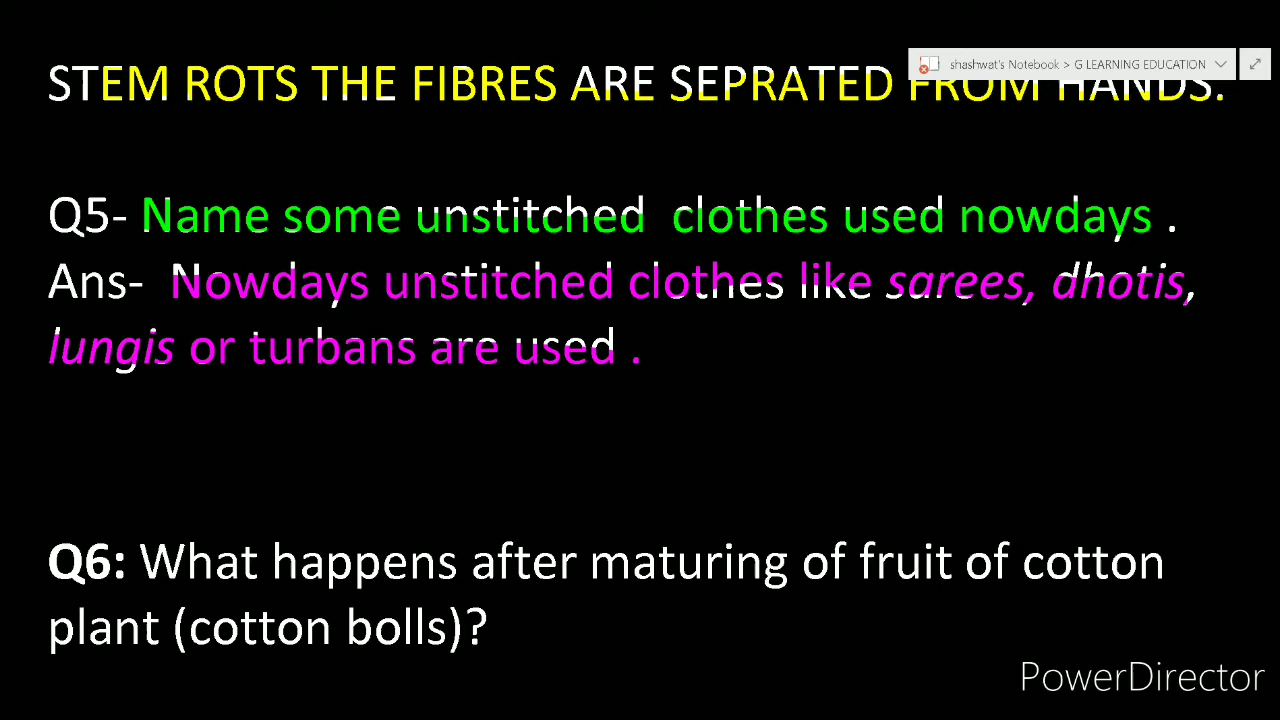 shashwat's Notebook > G LEARNING EDUCATION
STEM ROTS THE FIBRES ARE SEPRATED FROM HANDS.
Q5- Name some unstitched clothes used nowdays .
Ans- Nowdays unstitched clothes like sarees, dhotis,
lungis or turbans are used .
Q6: What happens after maturing of fruit of cotton
plant (cotton bolls)?
PowerDirector